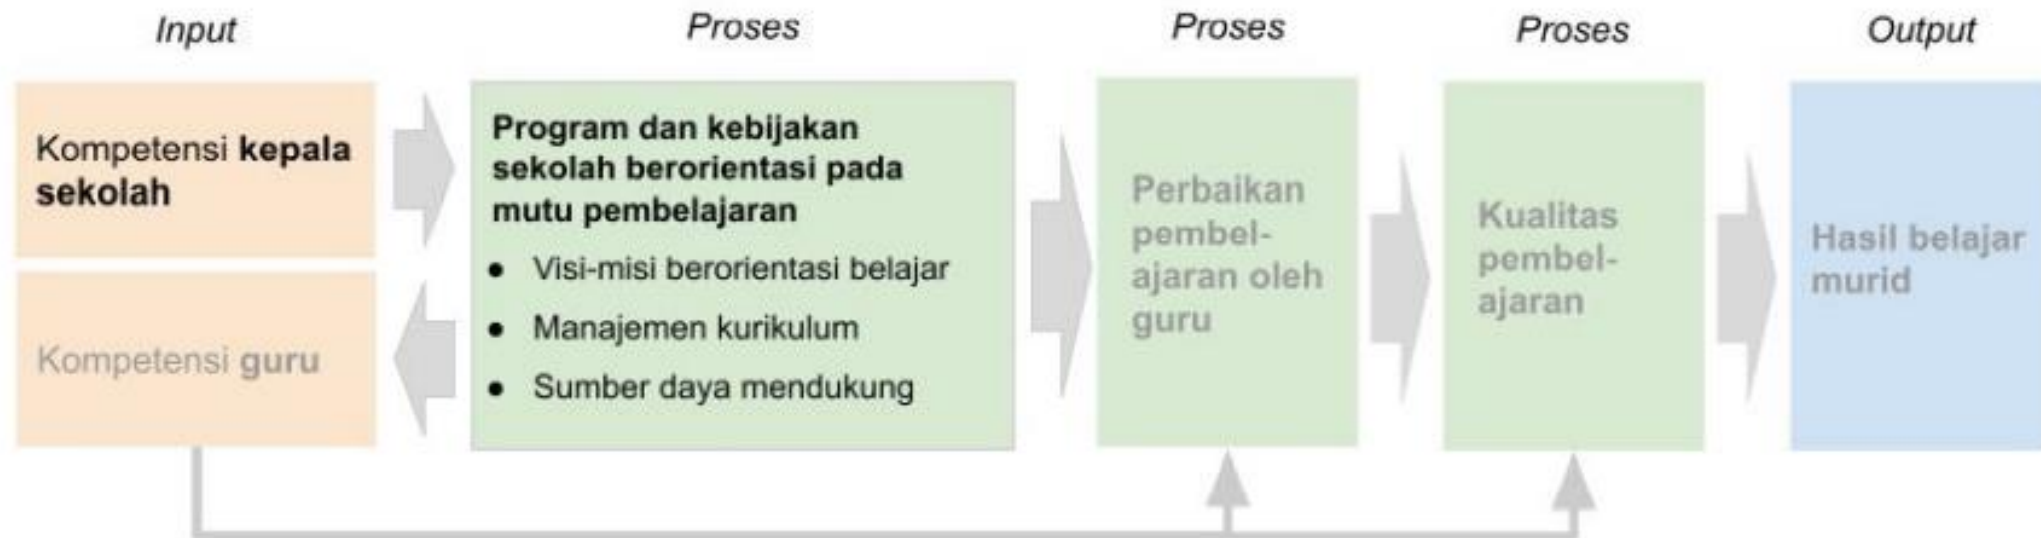 Input
Proses
Proses
Proses
Output
Kompetensi kepala
sekolah
Kompetensi guru
Program dan kebijakan
sekolah berorientasi pada
mutu pembelajaran
● Visi-misi berorientasi belajar
● Manajemen kurikulum
● Sumber daya mendukung
Perbaikan
pembel-
ajaran oleh
guru
Kualitas
pembel-
ajaran
Hasil belajar
murid